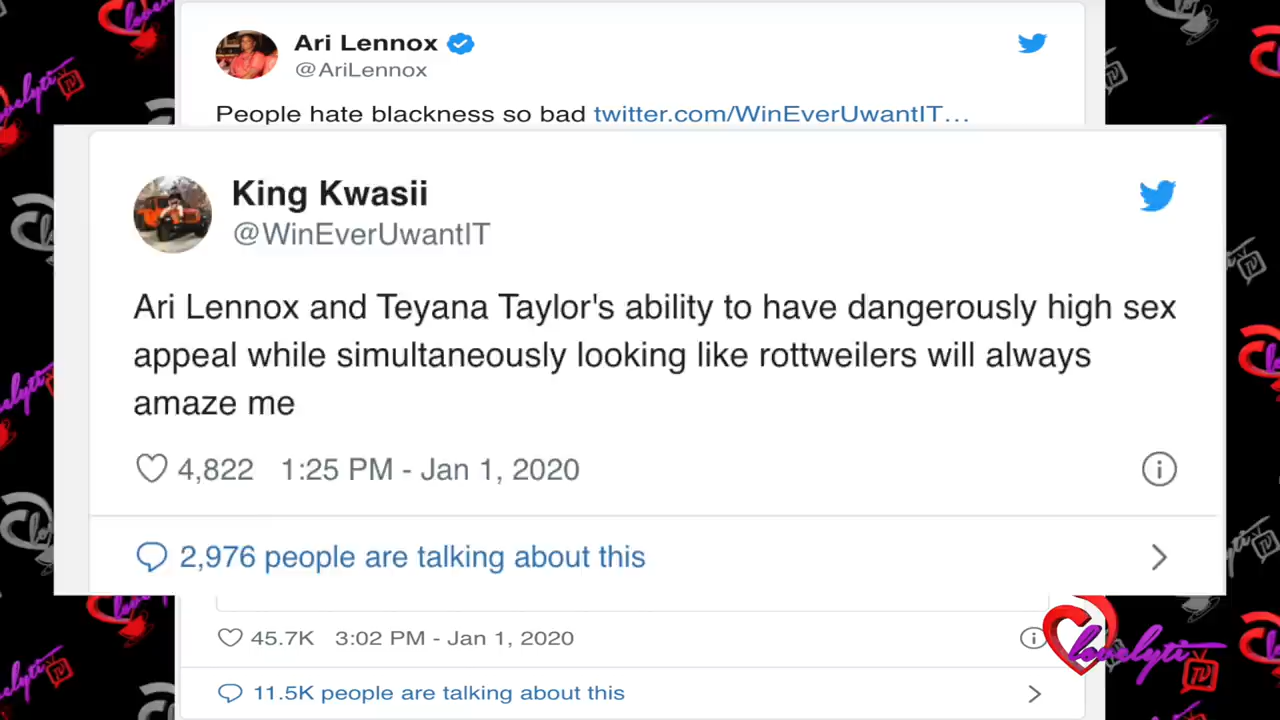 Ari Lennox
@AriLennox
People hate blackness so bad twitter.com/WinEverUwantIT…
King Kwasii
@WinEverUwantIT
Ari Lennox and Teyana Taylor's ability to have dangerously high sex
appeal while simultaneously looking like rottweilers will always
amaze me
4,822 1:25 PM - Jan 1, 2020
2,976 people are talking about this
45.7K 3:02 PM - Jan 1, 2020
11.5K people are talking about this
lovelyti
TV